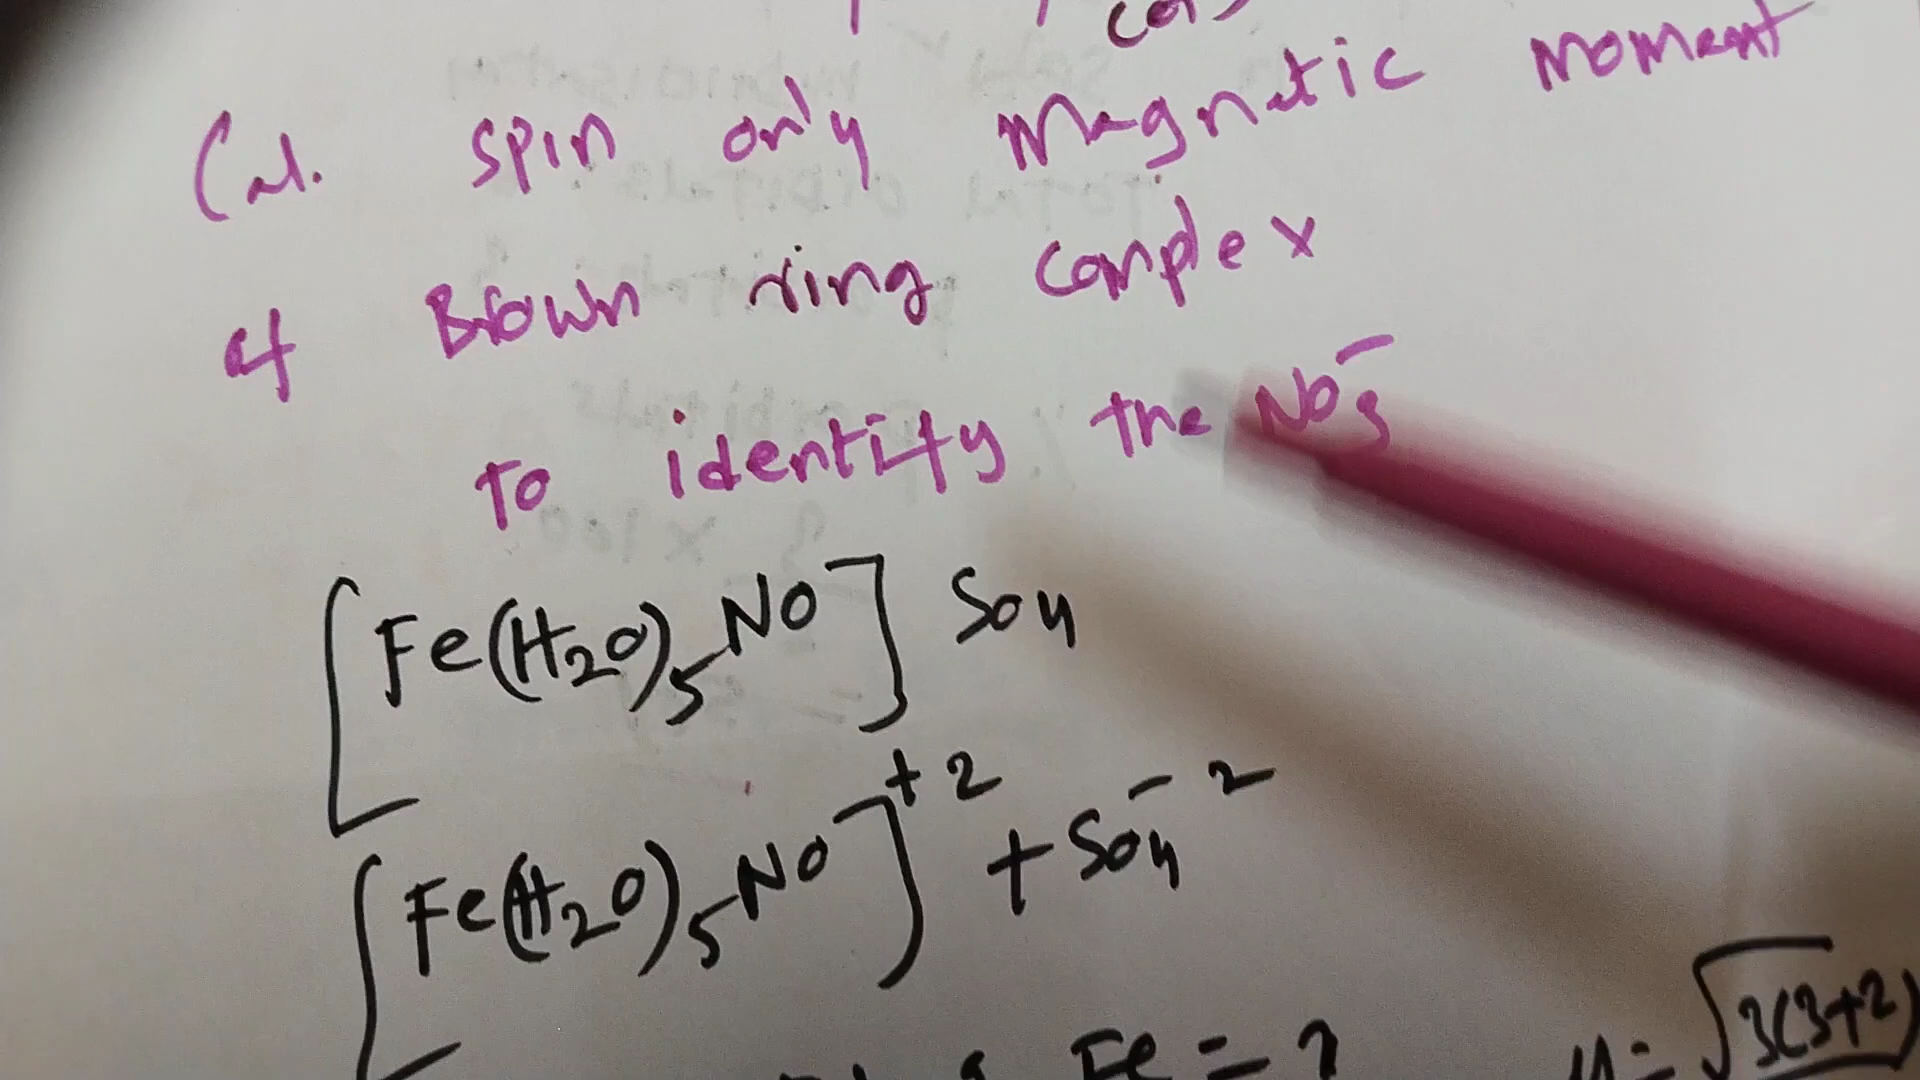 Cal. spin only Magnetic Moment
of Brown ring complex
To identify the NO3-
[Fe(H2O)5NO] So4
[Fe(H2O)5NO]+2 + So4-2
Fe = ?
μ = √3(3+2)